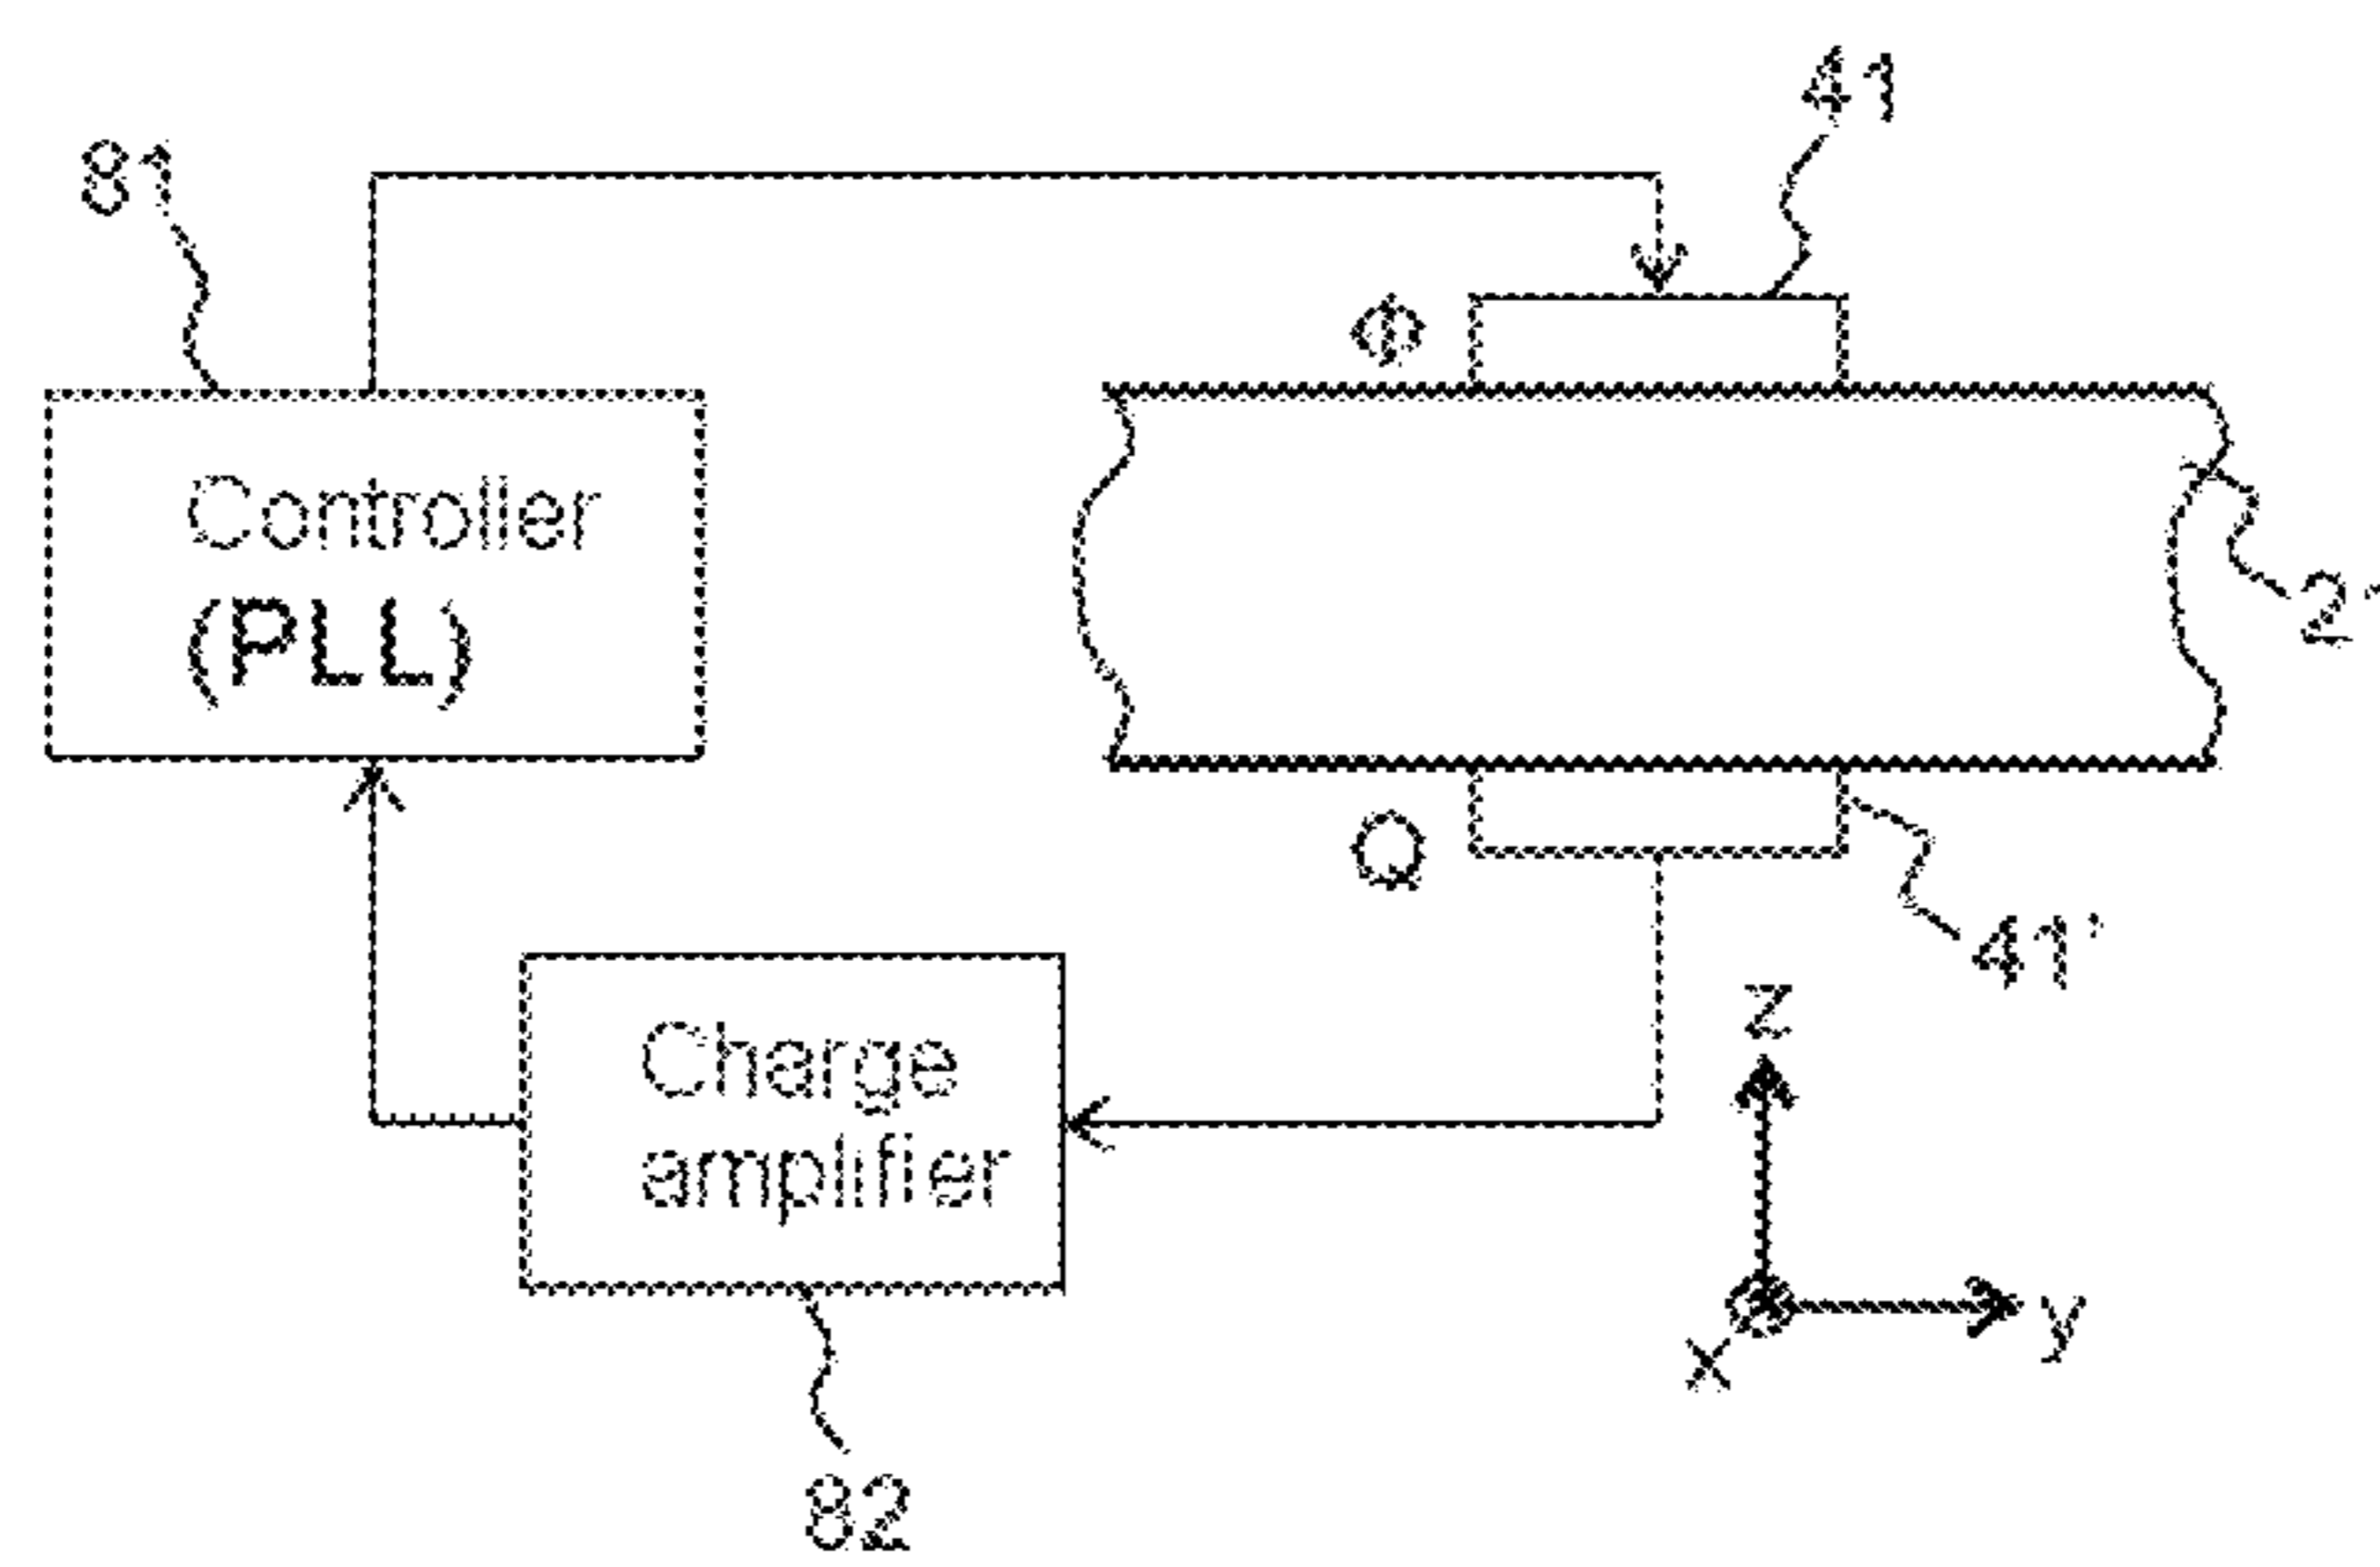 41
81
Φ
Controller
(PLL)
Q
41'
Z
Charge
amplifier
y
x
82